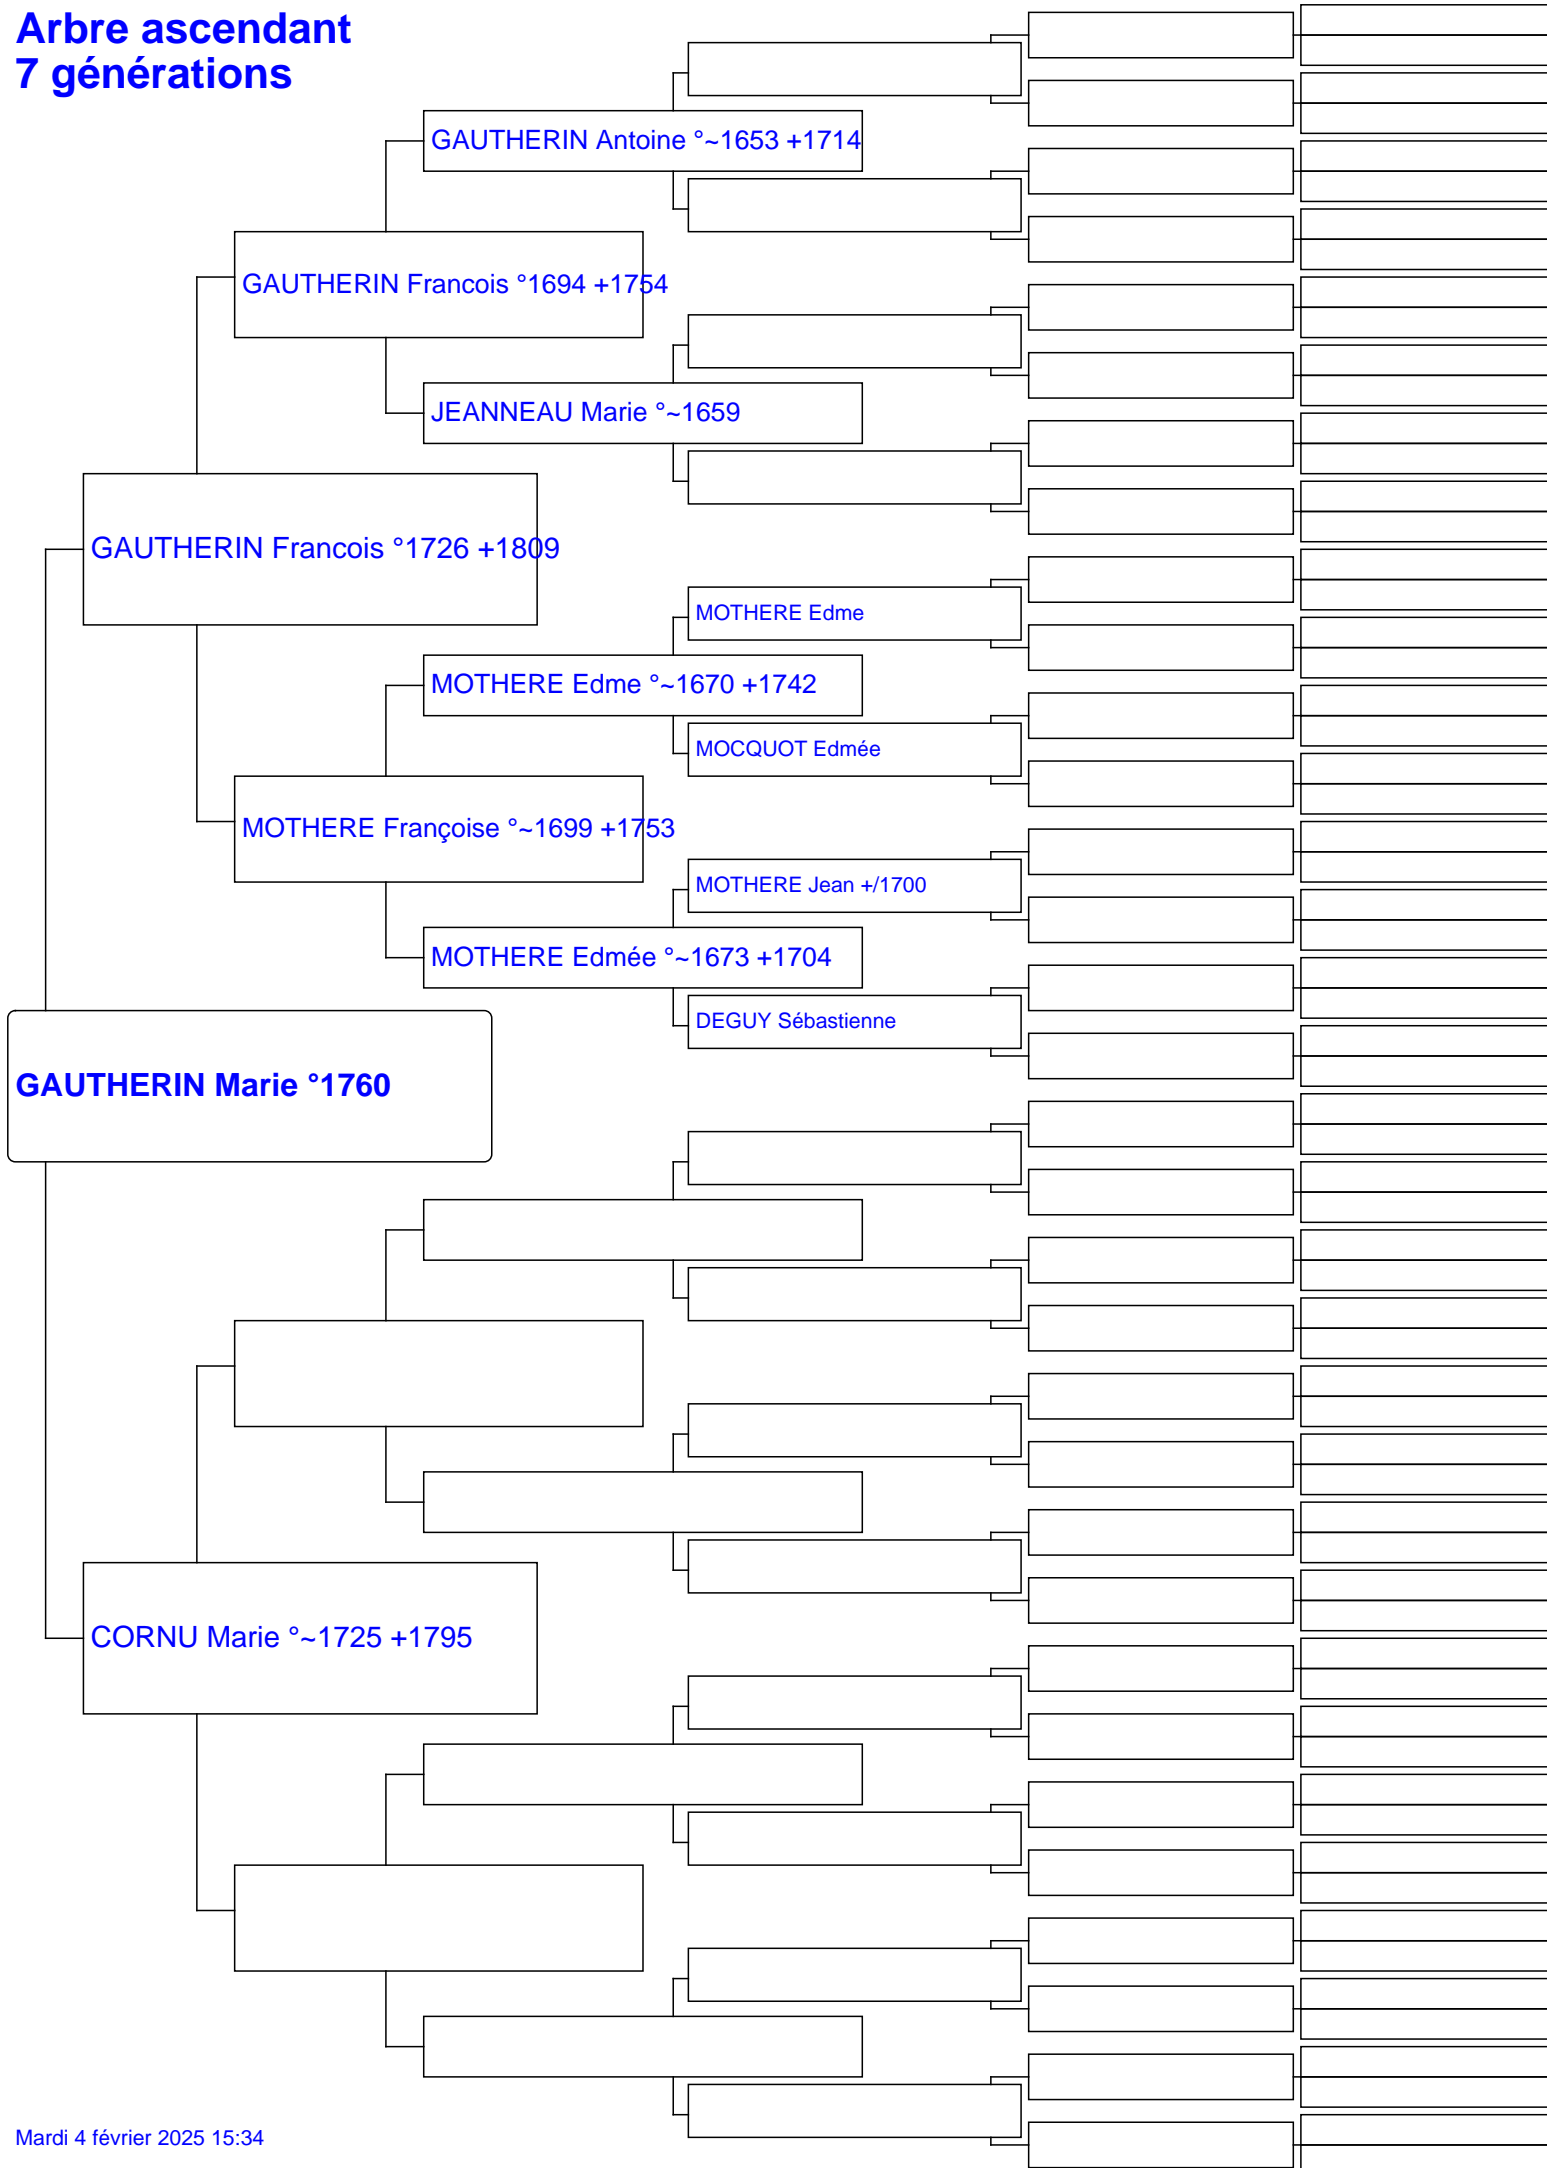 Arbre ascendant
7 générations
GAUTHERIN Antoine °~1653 +1714
GAUTHERIN Francois °1694 +1754
JEANNEAU Marie °~1659
GAUTHERIN Francois °1726 +1809
MOTHERE Edme
MOTHERE Edme °~1670 +1742
MOCQUOT Edmée
MOTHERE Françoise °~1699 +1753
MOTHERE Jean +/1700
MOTHERE Edmée °~1673 +1704
DEGUY Sébastienne
GAUTHERIN Marie °1760
CORNU Marie °~1725 +1795
Mardi 4 février 2025 15:34